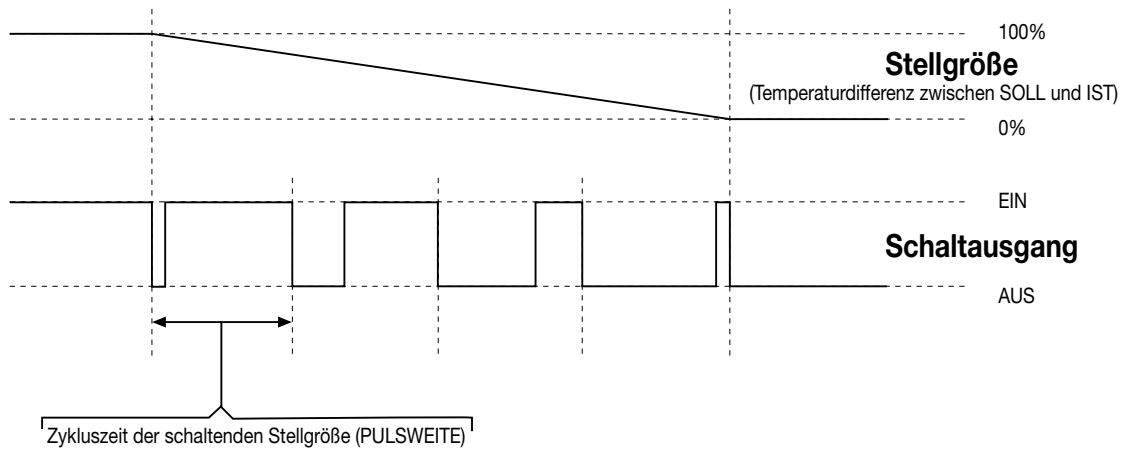 100%
Stellgröße
(Temperaturdifferenz zwischen SOLL und IST)
0%
EIN
Schaltausgang
AUS
Zykluszeit der schaltenden Stellgröße (PULSWEITE)